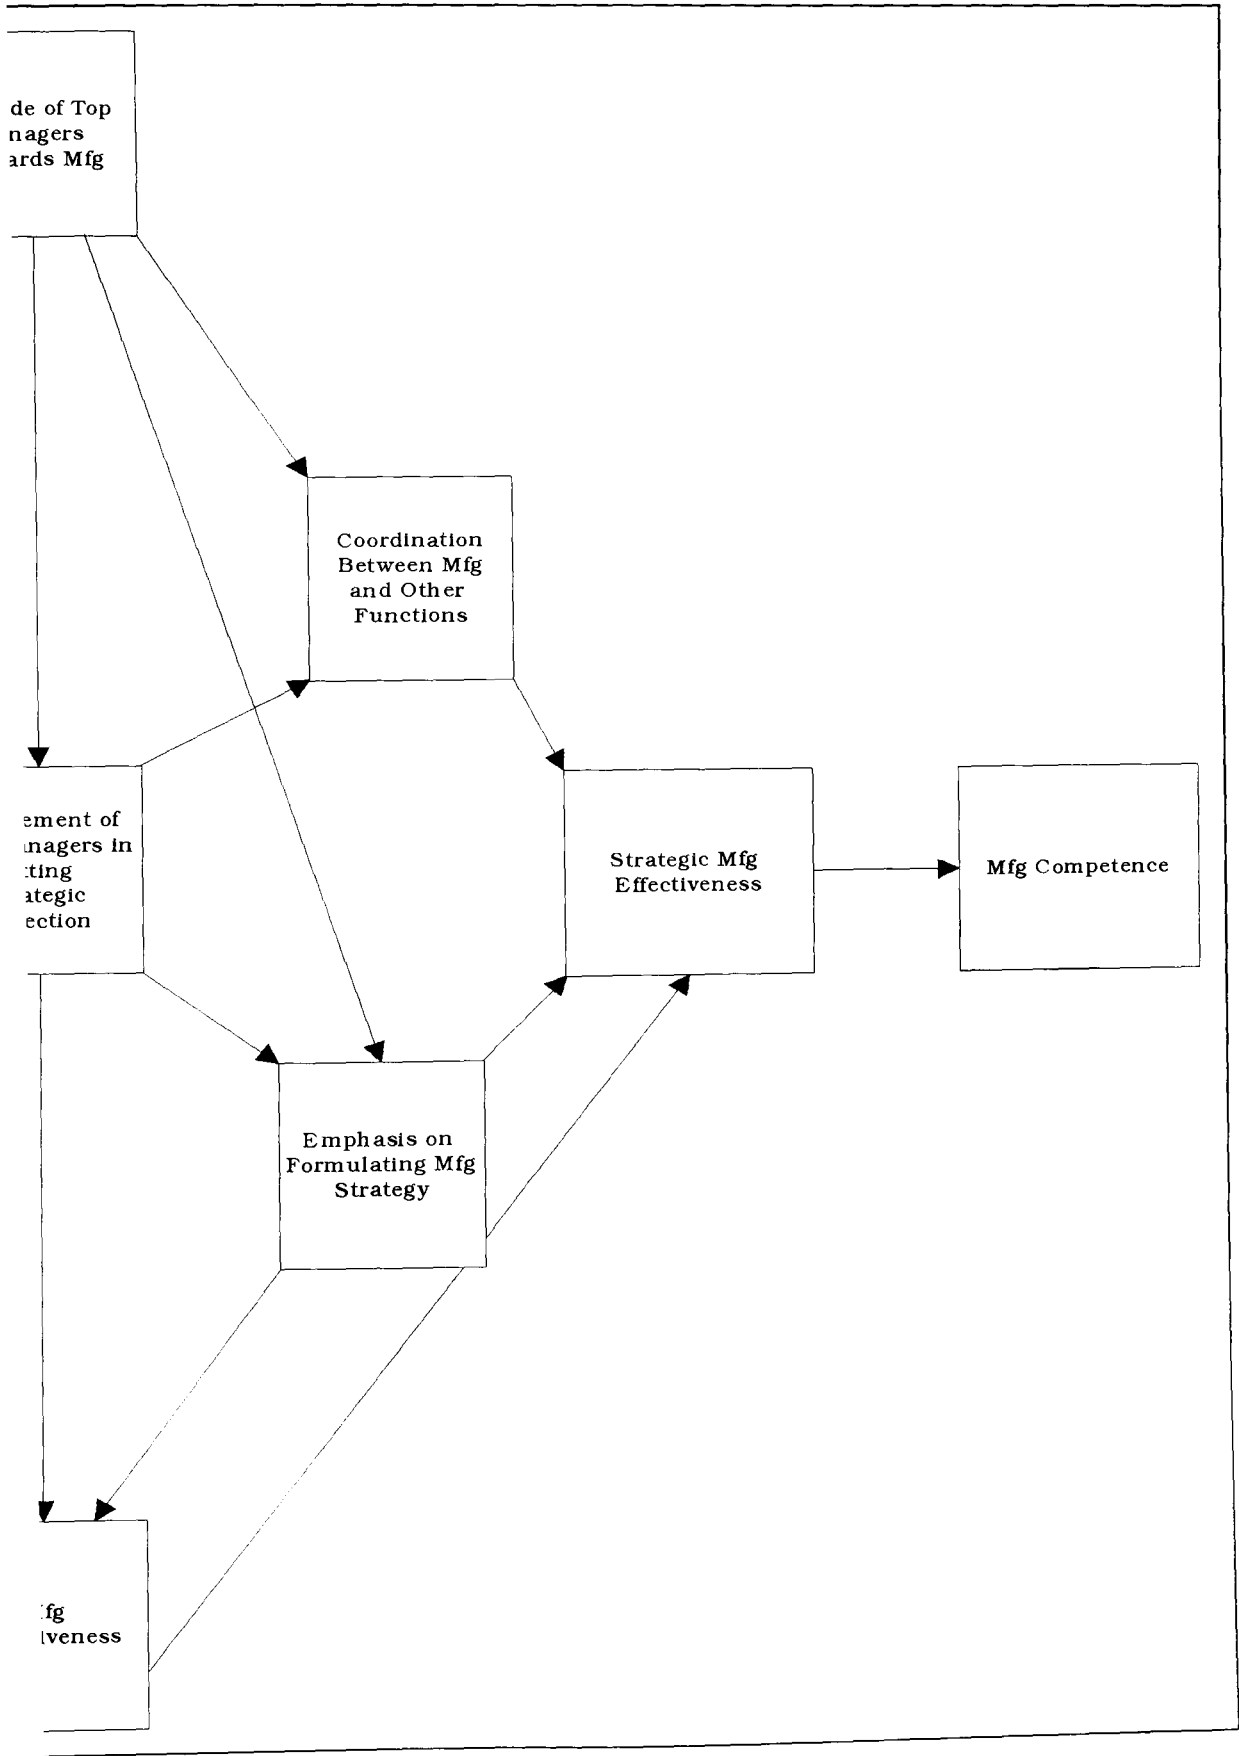 de of Top
nagers
ards Mfg
Coordination
Between Mfg
and Other
Functions
ement of
nagers in
ting
ategic
ection
Strategic Mfg
Effectiveness
Mfg Competence
Emphasis on
Formulating Mfg
Strategy
fg
iveness